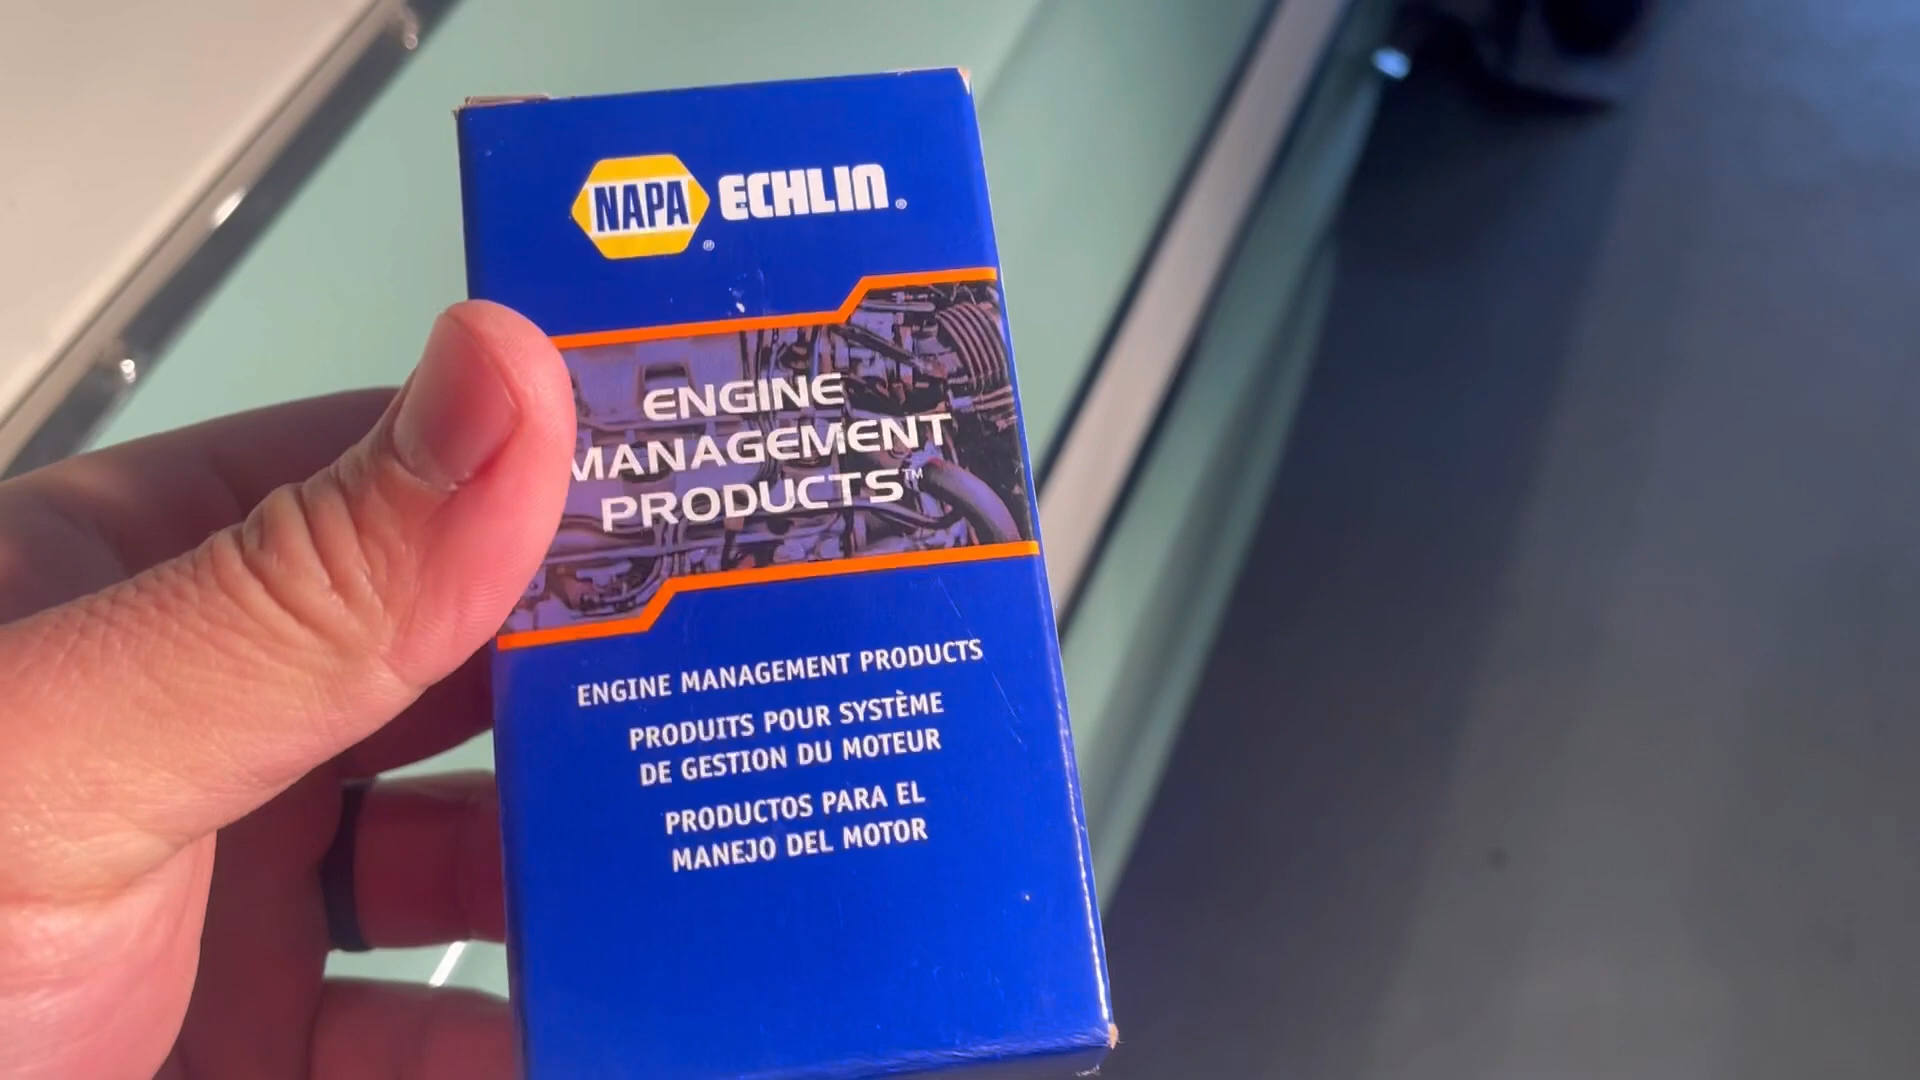 NAPA® ECHLIN®
ENGINE
MANAGEMENT
PRODUCTS™
ENGINE MANAGEMENT PRODUCTS
PRODUITS POUR SYSTÈME
DE GESTION DU MOTEUR
PRODUCTOS PARA EL
MANEJO DEL MOTOR